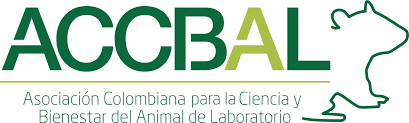 ACCBAL
Asociación Colombiana para la Ciencia y
Bienestar del Animal de Laboratorio